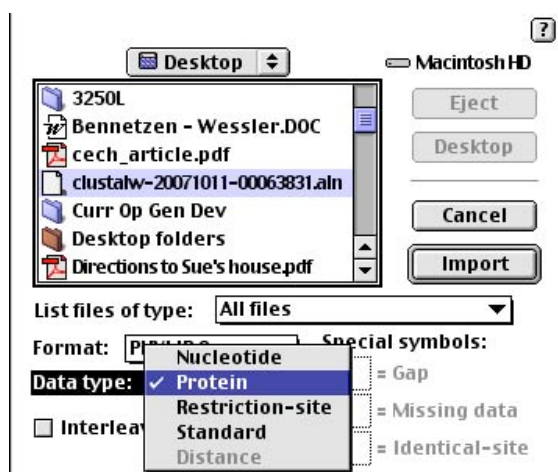 ?
Desktop
Macintosh HD
3250L
Bennetzen - Wessler.DOC
cech_article.pdf
clustalw-20071011-00063831.aln
Curr Op Gen Dev
Desktop folders
Directions to Sue's house.pdf
Eject
Desktop
Cancel
Import
List files of type: All files
Format:
Special symbols:
Data type:
Nucleotide
✓ Protein
Restriction-site
Standard
Distance
= Gap
= Missing data
= Identical-site